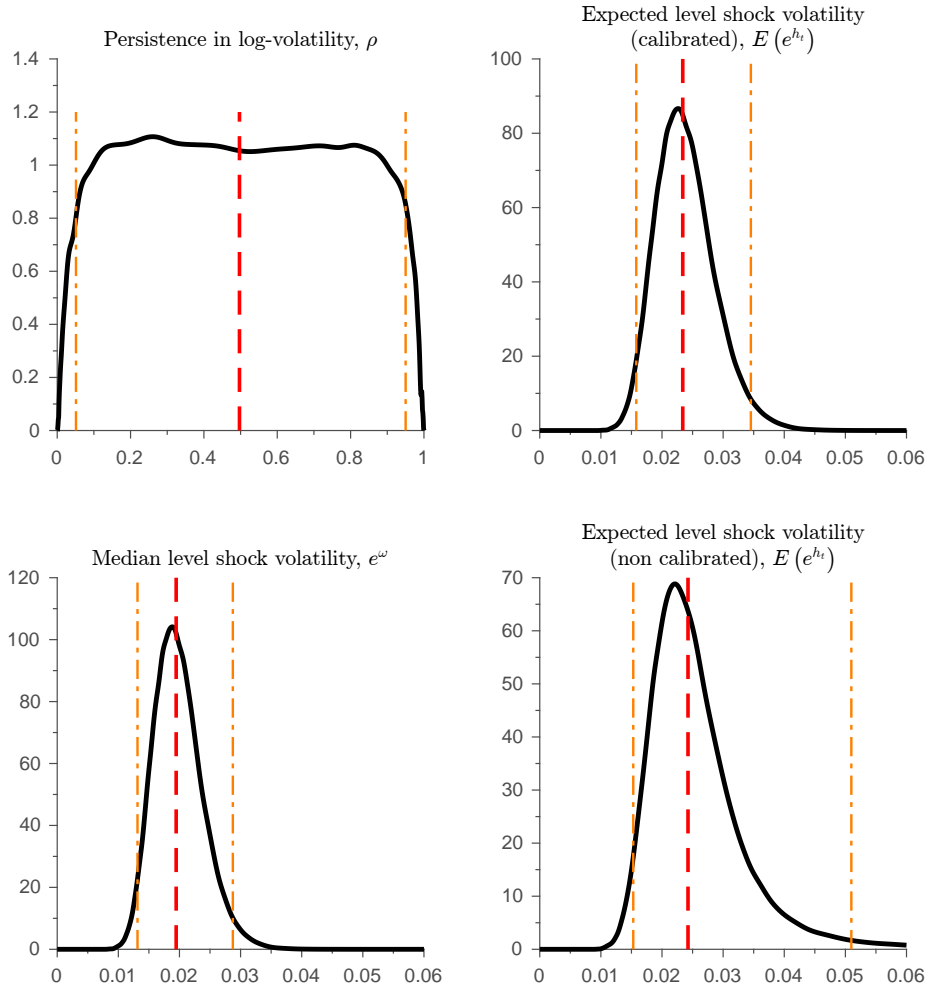 Persistence in log-volatility, ρ
1.4
1.2
1
0.8
0.6
0.4
0.2
0
0 0.2 0.4 0.6 0.8 1
Expected level shock volatility
(calibrated), E (e^{h_t})
100
80
60
40
20
0
0 0.01 0.02 0.03 0.04 0.05 0.06
Median level shock volatility, e^ω
120
100
80
60
40
20
0
0 0.01 0.02 0.03 0.04 0.05 0.06
Expected level shock volatility
(non calibrated), E (e^{h_t})
70
60
50
40
30
20
10
0
0 0.01 0.02 0.03 0.04 0.05 0.06